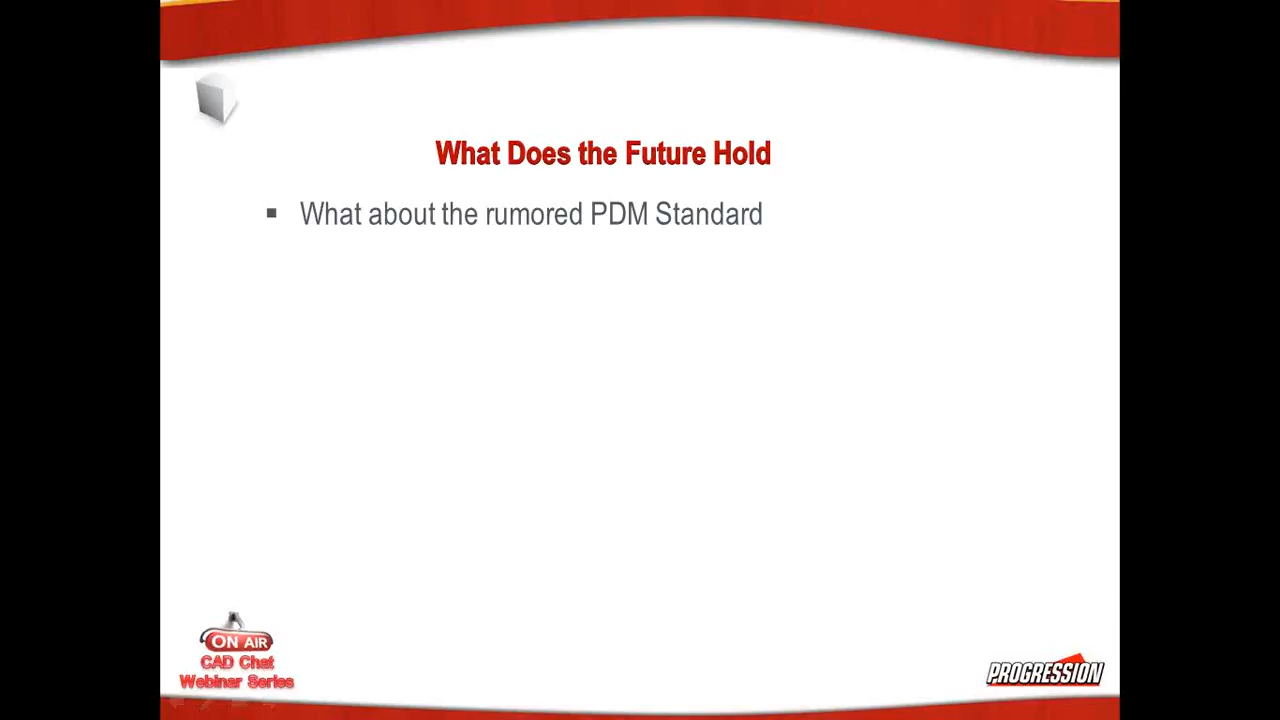 What Does the Future Hold
▪ What about the rumored PDM Standard
ON AIR
CAD Chat
Webinar Series
PROGRESSION